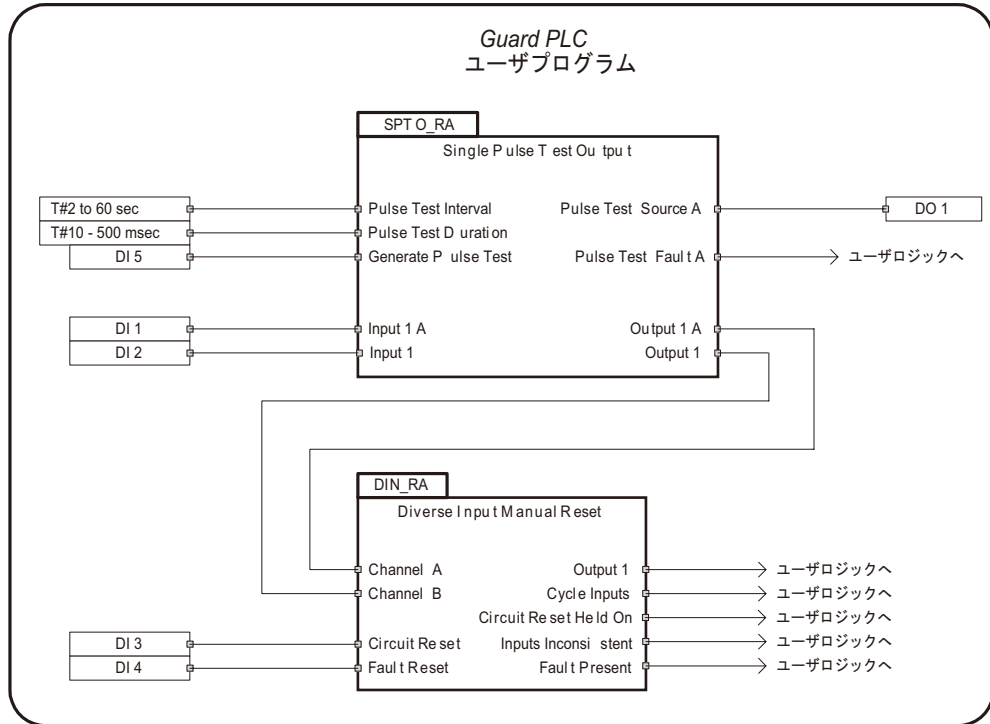 Guard PLC
ユーザプログラム
SPTO_RA
Single Pulse Test Output
T#2 to 60 sec
Pulse Test Interval
Pulse Test Source A
DO 1
T#10 - 500 msec
Pulse Test Duration
DI 5
Generate Pulse Test
Pulse Test Fault A
ユーザロジックへ
DI 1
Input 1 A
Output 1 A
DI 2
Input 1
Output 1
DIN_RA
Diverse Input Manual Reset
Channel A
Output 1
ユーザロジックへ
Channel B
Cycle Inputs
ユーザロジックへ
Circuit Reset Held On
ユーザロジックへ
DI 3
Circuit Reset
Inputs Inconsistent
ユーザロジックへ
DI 4
Fault Reset
Fault Present
ユーザロジックへ